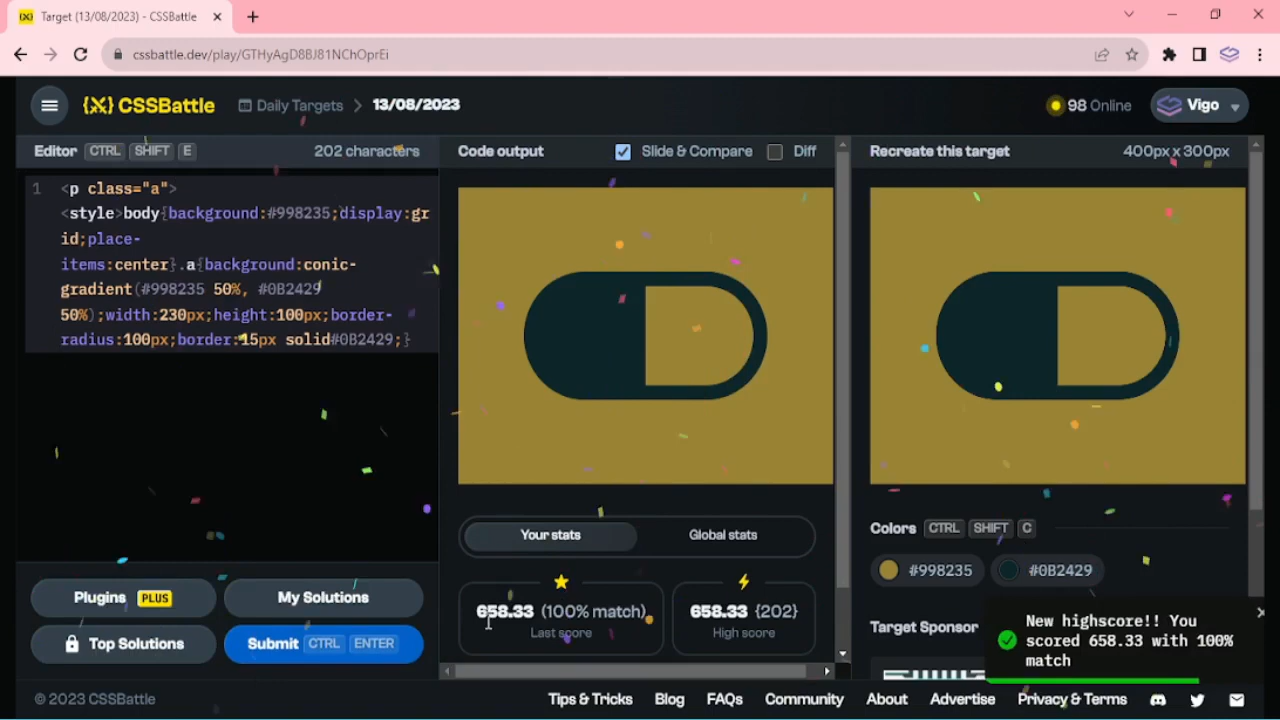 Target (13/08/2023) - CSSBattle
cssbattle.dev/play/GTHyAgD8BJ81NChOprEi
{X} CSSBattle
Daily Targets > 13/08/2023
98 Online
Vigo
Editor CTRL SHIFT E
202 characters
1 <p class="a">
<style>body{background:#998235;display:gr
id;place-
items:center}.a{background:conic-
gradient(#998235 50%, #0B2429
50%);width:230px;height:100px;border-
radius:100px;border:15px solid#0B2429;}
Plugins PLUS
My Solutions
Top Solutions
Submit CTRL ENTER
Code output
Slide & Compare
Diff
Your stats
Global stats
658.33 (100% match)
Last score
658.33 {202}
High score
Recreate this target
400px x 300px
Colors CTRL SHIFT C
#998235
#0B2429
Target Sponsor
New highscore!! You
scored 658.33 with 100%
match
© 2023 CSSBattle
Tips & Tricks
Blog
FAQs
Community
About
Advertise
Privacy & Terms